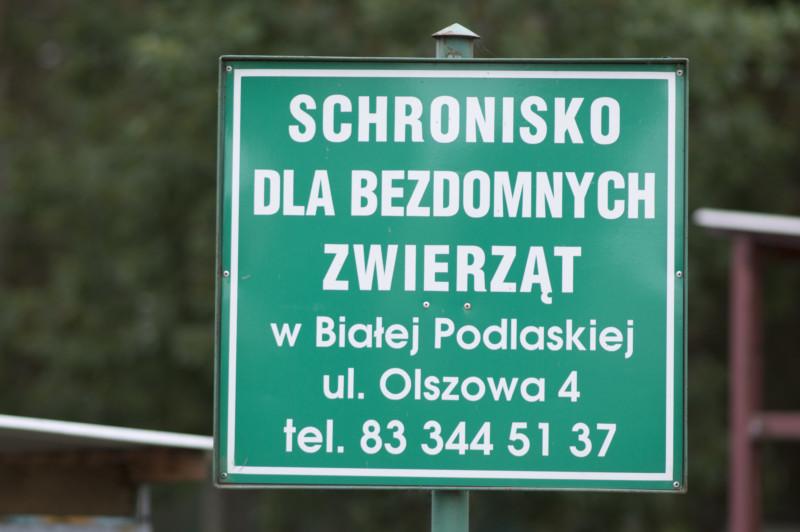 SCHRONISKO
DLA BEZDOMNYCH
ZWIERZĄT
w Białej Podlaskiej
ul. Olszowa 4
tel. 83 344 51 37